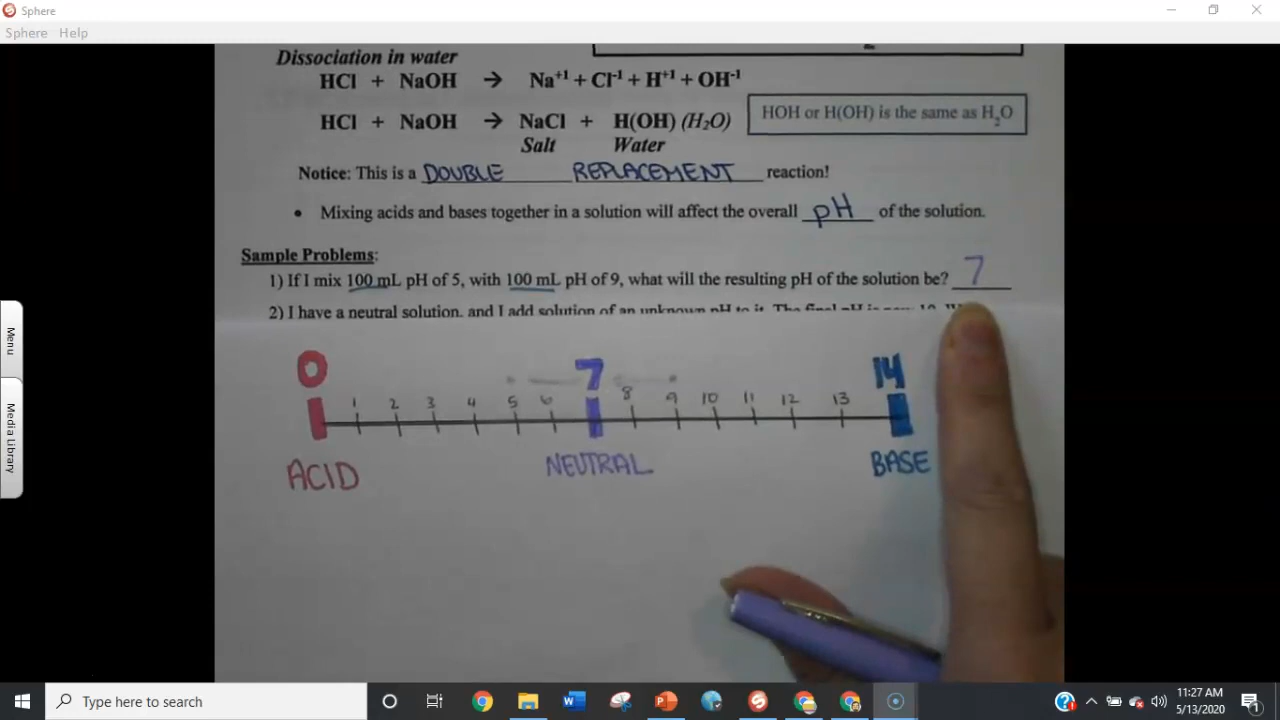 Sphere
Sphere Help
Dissociation in water
HCl + NaOH → Na+1 + Cl-1 + H+1 + OH-1
HCl + NaOH → NaCl + H(OH) (H2O)
Salt Water
HOH or H(OH) is the same as H2O
Notice: This is a DOUBLE REPLACEMENT reaction!
• Mixing acids and bases together in a solution will affect the overall pH of the solution.
Sample Problems:
1) If I mix 100 mL pH of 5, with 100 mL pH of 9, what will the resulting pH of the solution be? 7
2) I have a neutral solution, and I add solution of an unknown pH to it. The final pH is now 10.
0 7 14
1 2 3 4 5 6 8 9 10 11 12 13
ACID NEUTRAL BASE
Menu
Media Library
Type here to search
11:27 AM
5/13/2020
1